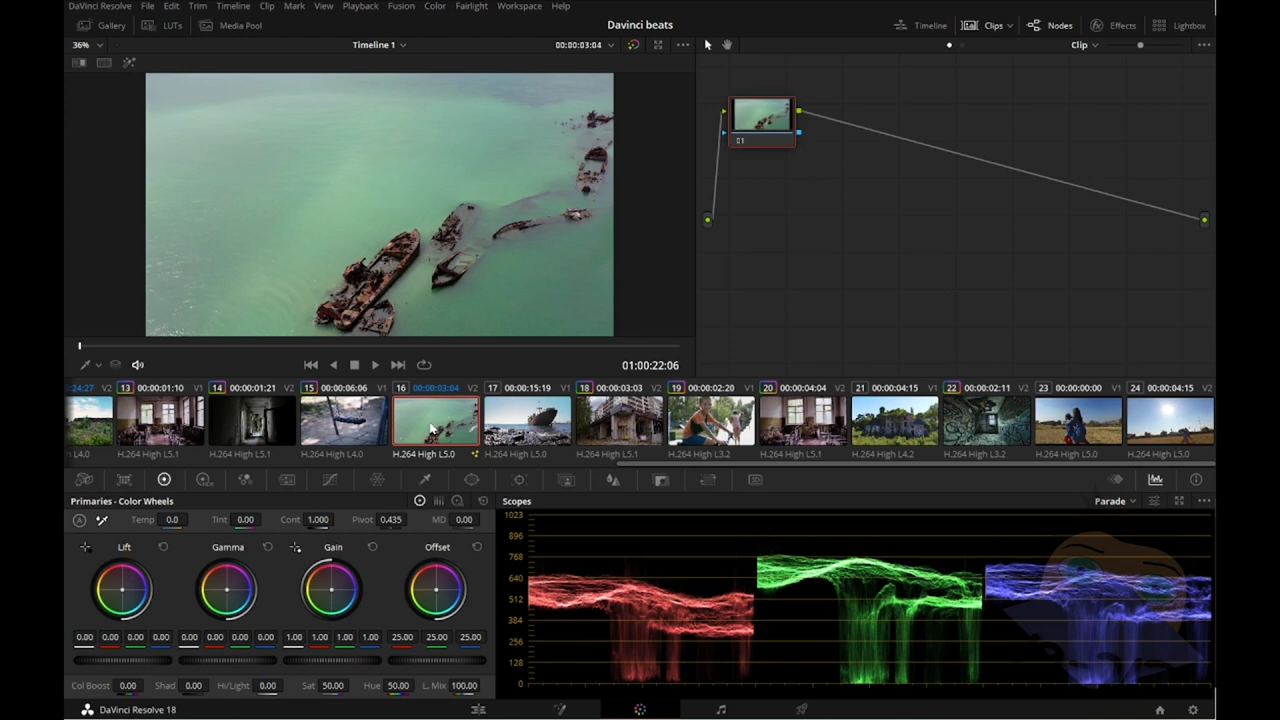 DaVinci Resolve File Edit Trim Timeline Clip Mark View Playback Fusion Color Fairlight Workspace Help
Gallery LUTs Media Pool Davinci beats Timeline Clips Nodes Effects Lightbox
36% Timeline 1 00:00:03:04 Clip
01
01:00:22:06
:24:27 V2 13 00:00:01:10 V1 14 00:00:01:21 V2 15 00:00:06:06 V1 16 00:00:03:04 V2 17 00:00:15:19 V1 18 00:00:03:03 V2 19 00:00:02:20 V1 20 00:00:04:04 V2 21 00:00:04:15 V1 22 00:00:02:11 V2 23 00:00:00:00 V1 24 00:00:04:15 V2
L4.0 H.264 High L5.1 H.264 High L5.1 H.264 High L4.0 H.264 High L5.0 H.264 High L5.0 H.264 High L5.1 H.264 High L3.2 H.264 High L5.1 H.264 High L4.2 H.264 High L3.2 H.264 High L5.0 H.264 High L5.0
Primaries - Color Wheels Scopes Parade
Temp 0.0 Tint 0.00 Cont 1.000 Pivot 0.435 MD 0.00
Lift Gamma Gain Offset
0.00 0.00 0.00 0.00 0.00 0.00 0.00 0.00 1.00 1.00 1.00 1.00 25.00 25.00 25.00
Col Boost 0.00 Shad 0.00 Hi/Light 0.00 Sat 50.00 Hue 50.00 L. Mix 100.00
1023
896
768
640
512
384
256
128
0
DaVinci Resolve 18